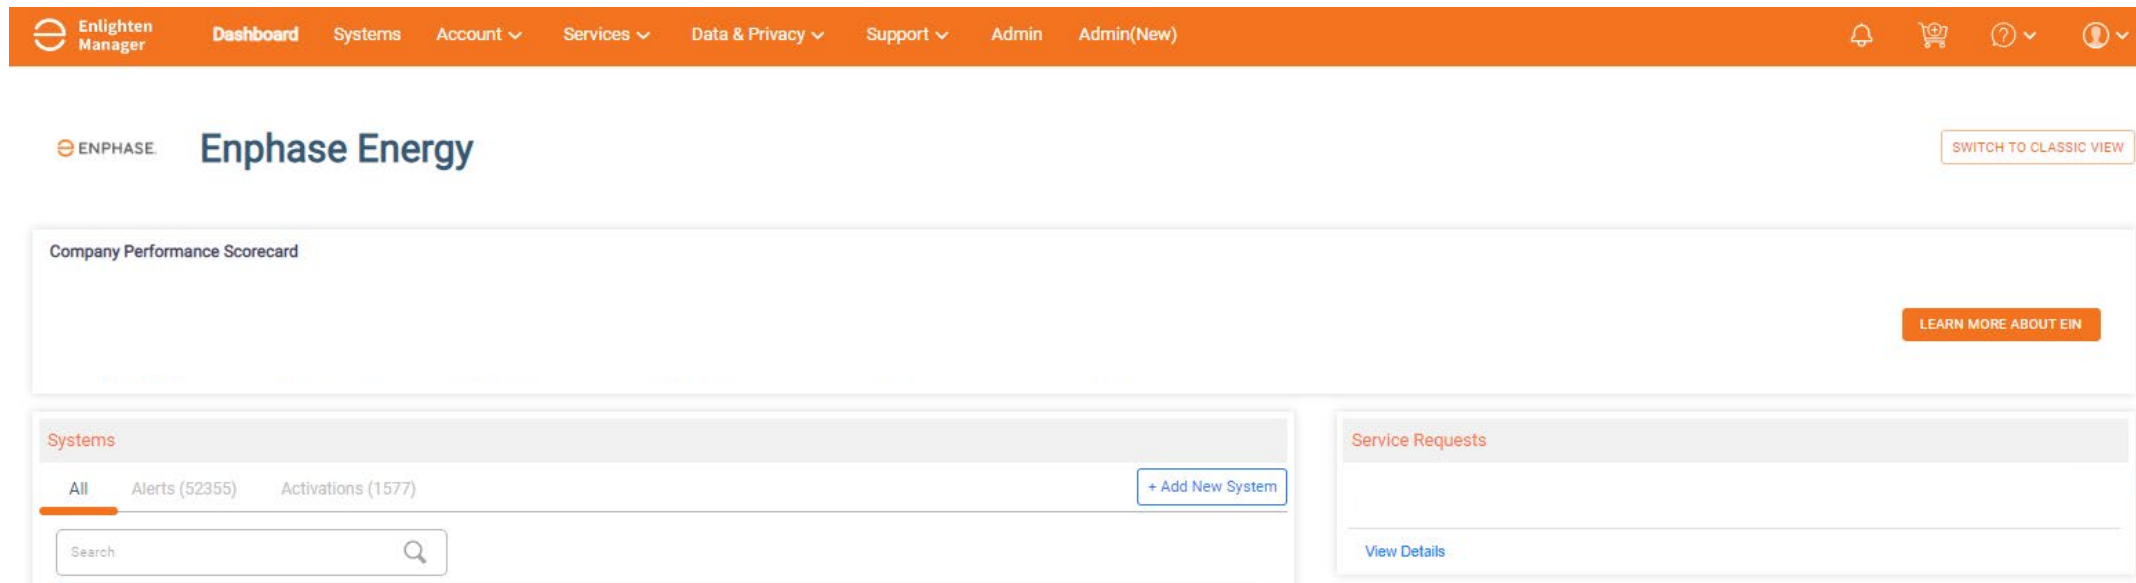 Enlighten
Manager
Dashboard Systems Account Services Data & Privacy Support Admin Admin(New)
ENPHASE. Enphase Energy
SWITCH TO CLASSIC VIEW
Company Performance Scorecard
LEARN MORE ABOUT EIN
Systems
All Alerts (52355) Activations (1577)
+ Add New System
Search
Service Requests
View Details